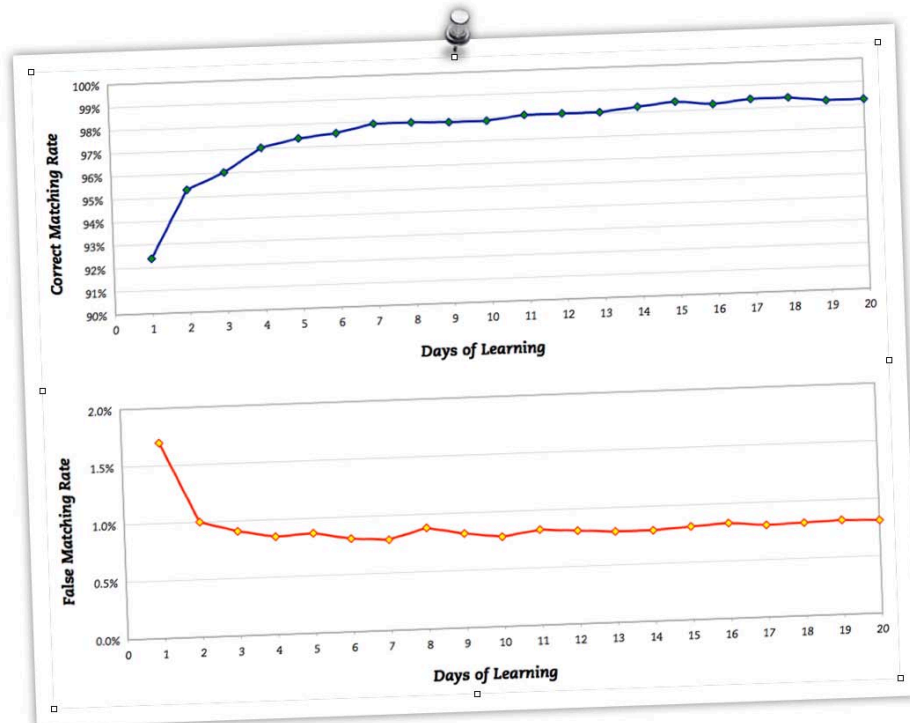 Correct Matching Rate
100%
99%
98%
97%
96%
95%
94%
93%
92%
91%
90%
0 1 2 3 4 5 6 7 8 9 10 11 12 13 14 15 16 17 18 19 20
Days of Learning
False Matching Rate
2.0%
1.5%
1.0%
0.5%
0.0%
0 1 2 3 4 5 6 7 8 9 10 11 12 13 14 15 16 17 18 19 20
Days of Learning